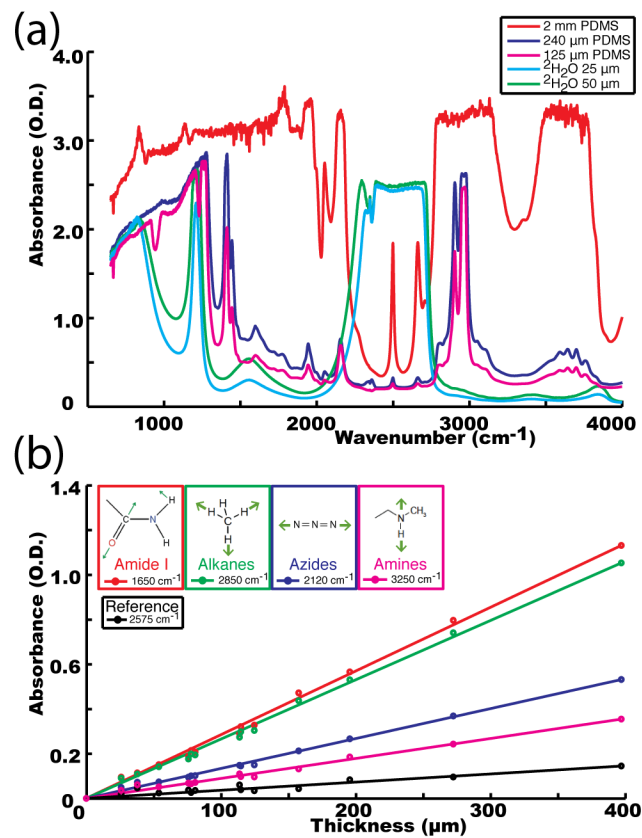 (a)
2 mm PDMS
240 µm PDMS
125 µm PDMS
²H₂O 25 µm
²H₂O 50 µm
Absorbance (O.D.)
4.0
3.0
2.0
1.0
0
1000
2000
3000
4000
Wavenumber (cm⁻¹)
(b)
Absorbance (O.D.)
1.4
1.0
0.6
0.2
0
C
N
H
H
O
Amide I
1650 cm⁻¹
H
H
H
C
H
Alkanes
2850 cm⁻¹
N=N=N
Azides
2120 cm⁻¹
CH₃
N
H
Amines
3250 cm⁻¹
Reference
2575 cm⁻¹
0
100
200
300
400
Thickness (µm)